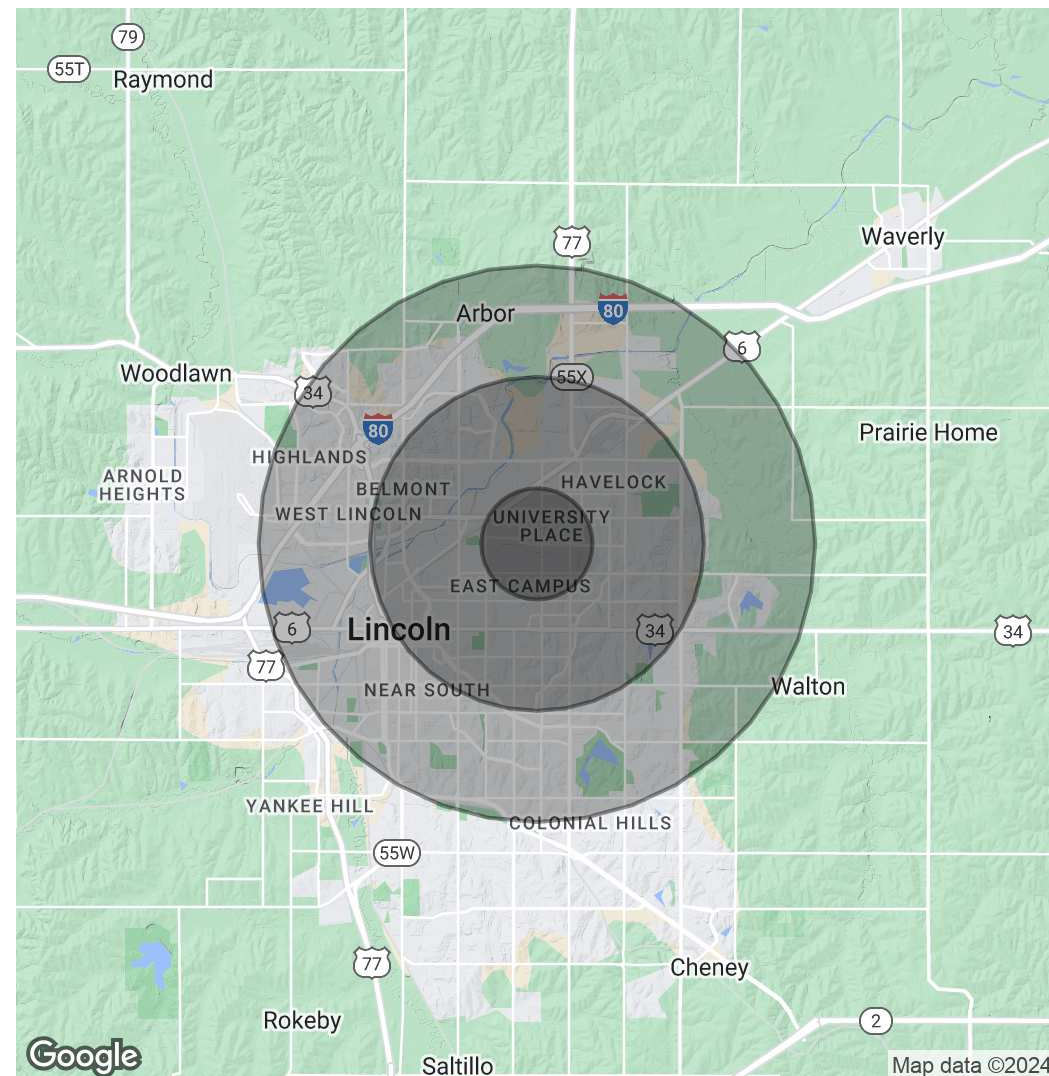 79
55T
Raymond
77
Waverly
Arbor
80
6
Woodlawn
55X
34
80
Prairie Home
HIGHLANDS
ARNOLD
HEIGHTS
BELMONT
HAVELOCK
WEST LINCOLN
UNIVERSITY
PLACE
EAST CAMPUS
6
Lincoln
34
34
77
NEAR SOUTH
Walton
YANKEE HILL
COLONIAL HILLS
55W
77
Cheney
Rokeby
2
Google
Saltillo
Map data ©2024